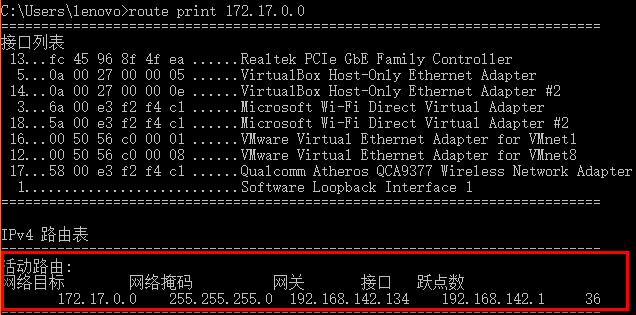 C:\Users\lenovo>route print 172.17.0.0
===========================================================================
接口列表
 13...fc 45 96 8f 4f ea ......Realtek PCIe GbE Family Controller
  5...0a 00 27 00 00 05 ......VirtualBox Host-Only Ethernet Adapter
 14...0a 00 27 00 00 0e ......VirtualBox Host-Only Ethernet Adapter #2
  3...6a 00 e3 f2 f4 c1 ......Microsoft Wi-Fi Direct Virtual Adapter
 18...5a 00 e3 f2 f4 c1 ......Microsoft Wi-Fi Direct Virtual Adapter #2
 16...00 50 56 c0 00 01 ......VMware Virtual Ethernet Adapter for VMnet1
 12...00 50 56 c0 00 08 ......VMware Virtual Ethernet Adapter for VMnet8
 17...58 00 e3 f2 f4 c1 ......Qualcomm Atheros QCA9377 Wireless Network Adapter
  1...........................Software Loopback Interface 1
===========================================================================
IPv4 路由表
===========================================================================
活动路由:
网络目标 网络掩码 网关 接口 跃点数
172.17.0.0 255.255.255.0 192.168.142.134 192.168.142.1 36